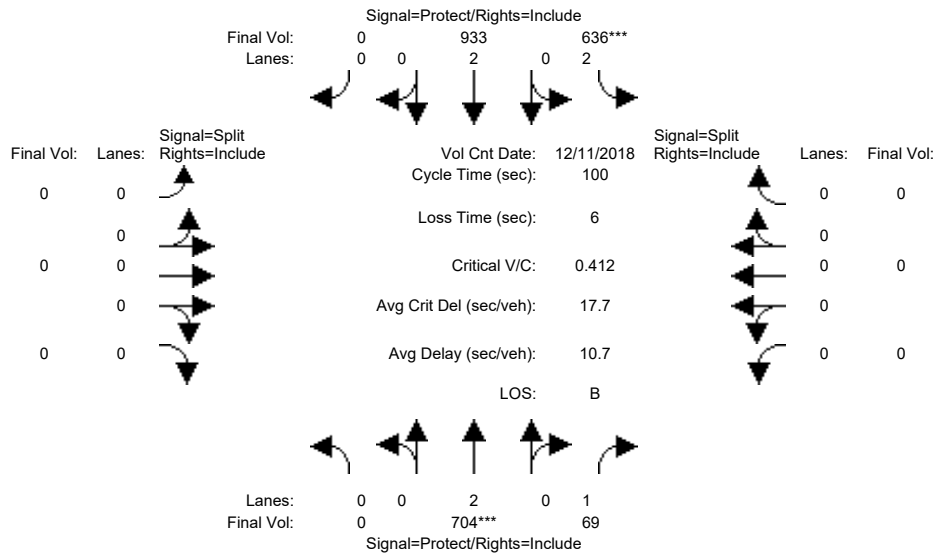 Signal=Protect/Rights=Include
Final Vol: 0 933 636***
Lanes: 0 0 2 0 2
Signal=Split
Final Vol: Lanes: Rights=Include
Vol Cnt Date: 12/11/2018
Signal=Split
Rights=Include Lanes: Final Vol:
Cycle Time (sec): 100
0 0 0 0
Loss Time (sec): 6
0 0
0 0 Critical V/C: 0.412 0 0
0 Avg Crit Del (sec/veh): 17.7 0
0 0 Avg Delay (sec/veh): 10.7 0 0
LOS: B
Lanes: 0 0 2 0 1
Final Vol: 0 704*** 69
Signal=Protect/Rights=Include